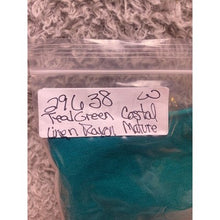 29638 W
Teal Green Coastal
Linen Rayon Mature